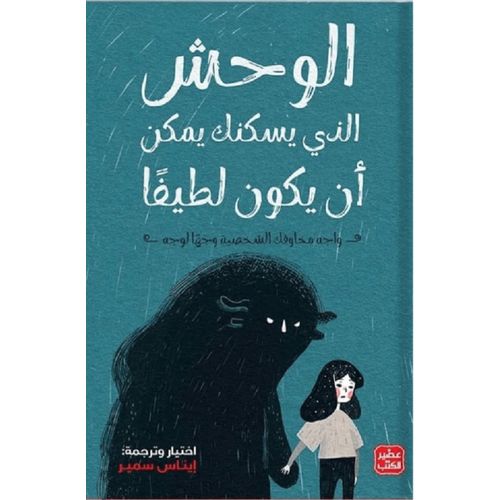 الوحش
الذي يسكنك يمكن
أن يكون لطيفًا
واجه مخاوفك الشخصية وجهًا لوجه
اختيار وترجمة:
إيناس سمير
عصير
الكتب